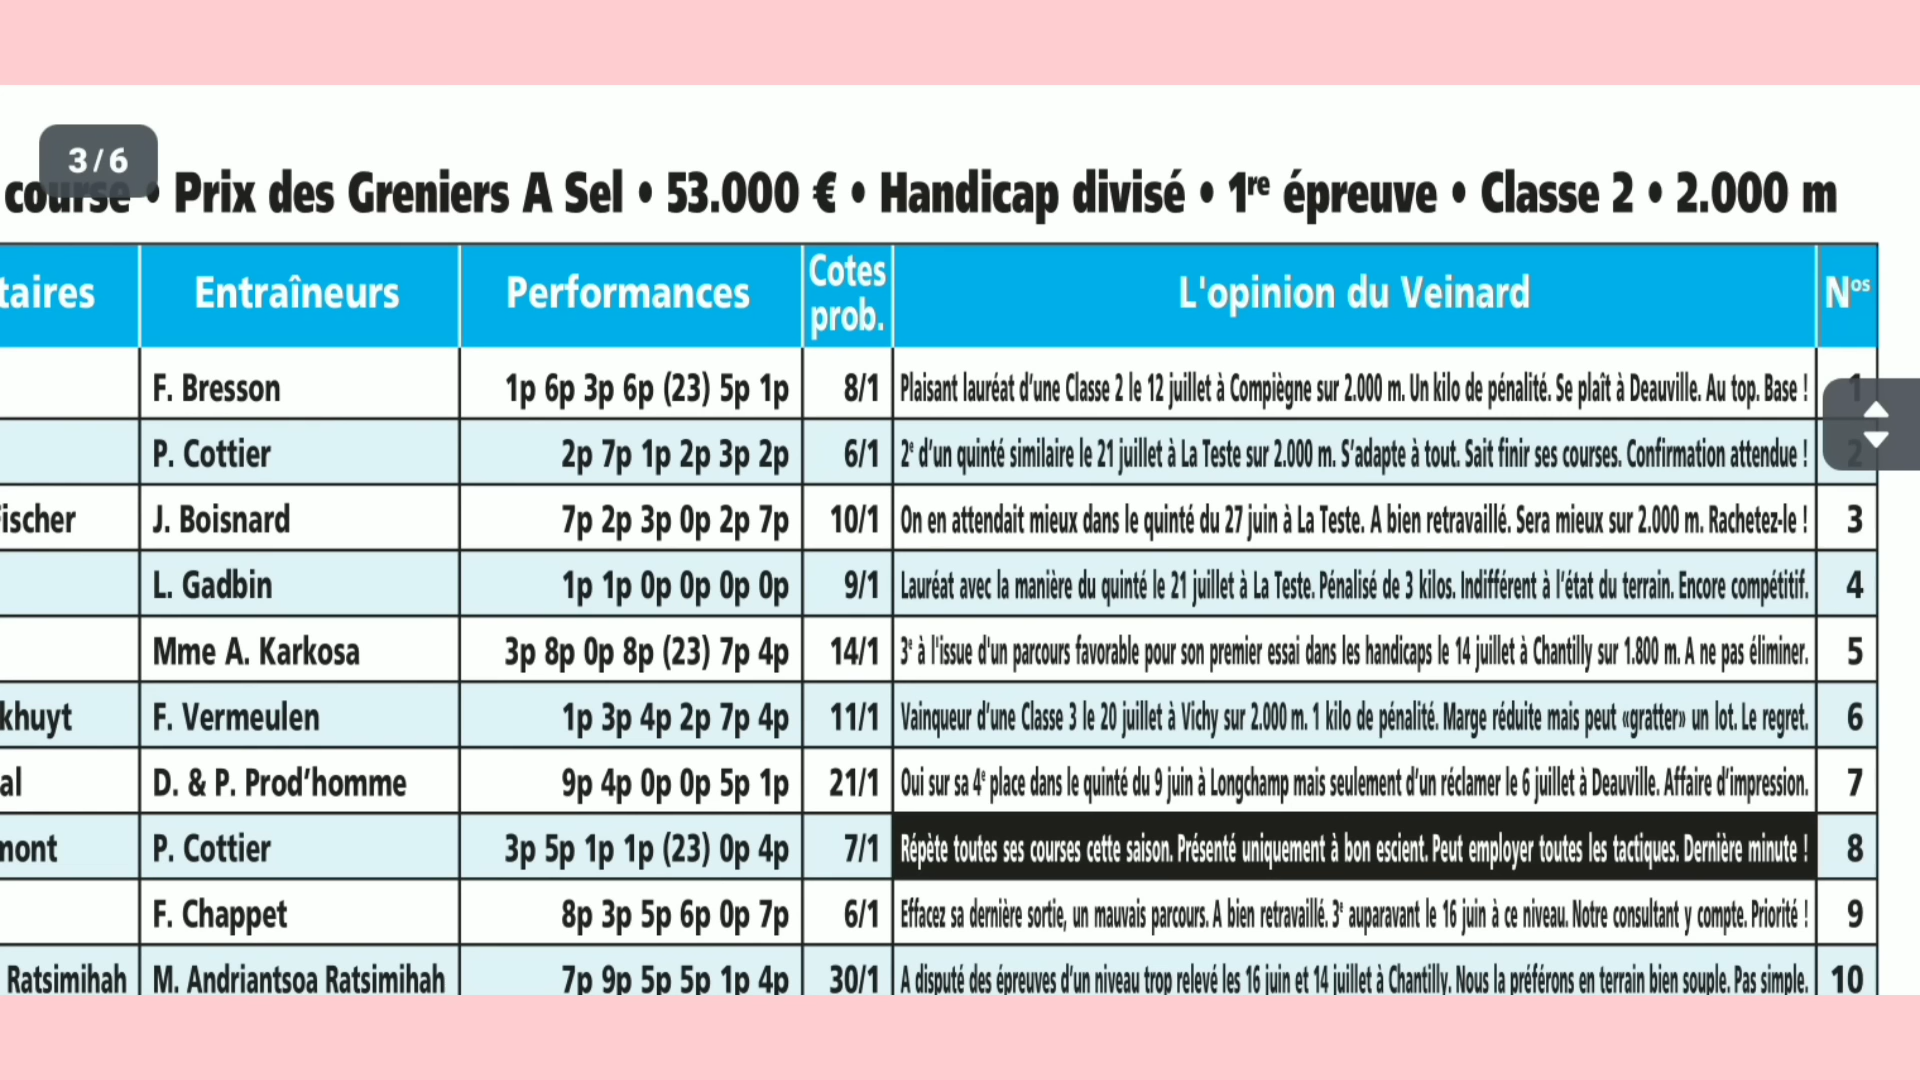 3/6
course • Prix des Greniers A Sel • 53.000 € • Handicap divisé • 1re épreuve • Classe 2 • 2.000 m
taires Entraîneurs Performances Cotes prob. L'opinion du Veinard Nos
F. Bresson 1p 6p 3p 6p (23) 5p 1p 8/1 Plaisant lauréat d'une Classe 2 le 12 juillet à Compiègne sur 2.000 m. Un kilo de pénalité. Se plaît à Deauville. Au top. Base ! 1
P. Cottier 2p 7p 1p 2p 3p 2p 6/1 2e d'un quinté similaire le 21 juillet à La Teste sur 2.000 m. S'adapte à tout. Sait finir ses courses. Confirmation attendue ! 2
Fischer J. Boisnard 7p 2p 3p 0p 2p 7p 10/1 On en attendait mieux dans le quinté du 27 juin à La Teste. A bien retravaillé. Sera mieux sur 2.000 m. Rachetez-le ! 3
L. Gadbin 1p 1p 0p 0p 0p 0p 9/1 Lauréat avec la manière du quinté le 21 juillet à La Teste. Pénalisé de 3 kilos. Indifférent à l'état du terrain. Encore compétitif. 4
Mme A. Karkosa 3p 8p 0p 8p (23) 7p 4p 14/1 3e à l'issue d'un parcours favorable pour son premier essai dans les handicaps le 14 juillet à Chantilly sur 1.800 m. A ne pas éliminer. 5
khuyt F. Vermeulen 1p 3p 4p 2p 7p 4p 11/1 Vainqueur d'une Classe 3 le 20 juillet à Vichy sur 2.000 m. 1 kilo de pénalité. Marge réduite mais peut «gratter» un lot. Le regret. 6
al D. & P. Prod'homme 9p 4p 0p 0p 5p 1p 21/1 Oui sur sa 4e place dans le quinté du 9 juin à Longchamp mais seulement d'un réclamer le 6 juillet à Deauville. Affaire d'impression. 7
mont P. Cottier 3p 5p 1p 1p (23) 0p 4p 7/1 Répète toutes ses courses cette saison. Présenté uniquement à bon escient. Peut employer toutes les tactiques. Dernière minute ! 8
F. Chappet 8p 3p 5p 6p 0p 7p 6/1 Effacez sa dernière sortie, un mauvais parcours. A bien retravaillé. 3e auparavant le 16 juin à ce niveau. Notre consultant y compte. Priorité ! 9
Ratsimihah M. Andriantsoa Ratsimihah 7p 9p 5p 5p 1p 4p 30/1 A disputé des épreuves d'un niveau trop relevé les 16 juin et 14 juillet à Chantilly. Nous la préférons en terrain bien souple. Pas simple. 10